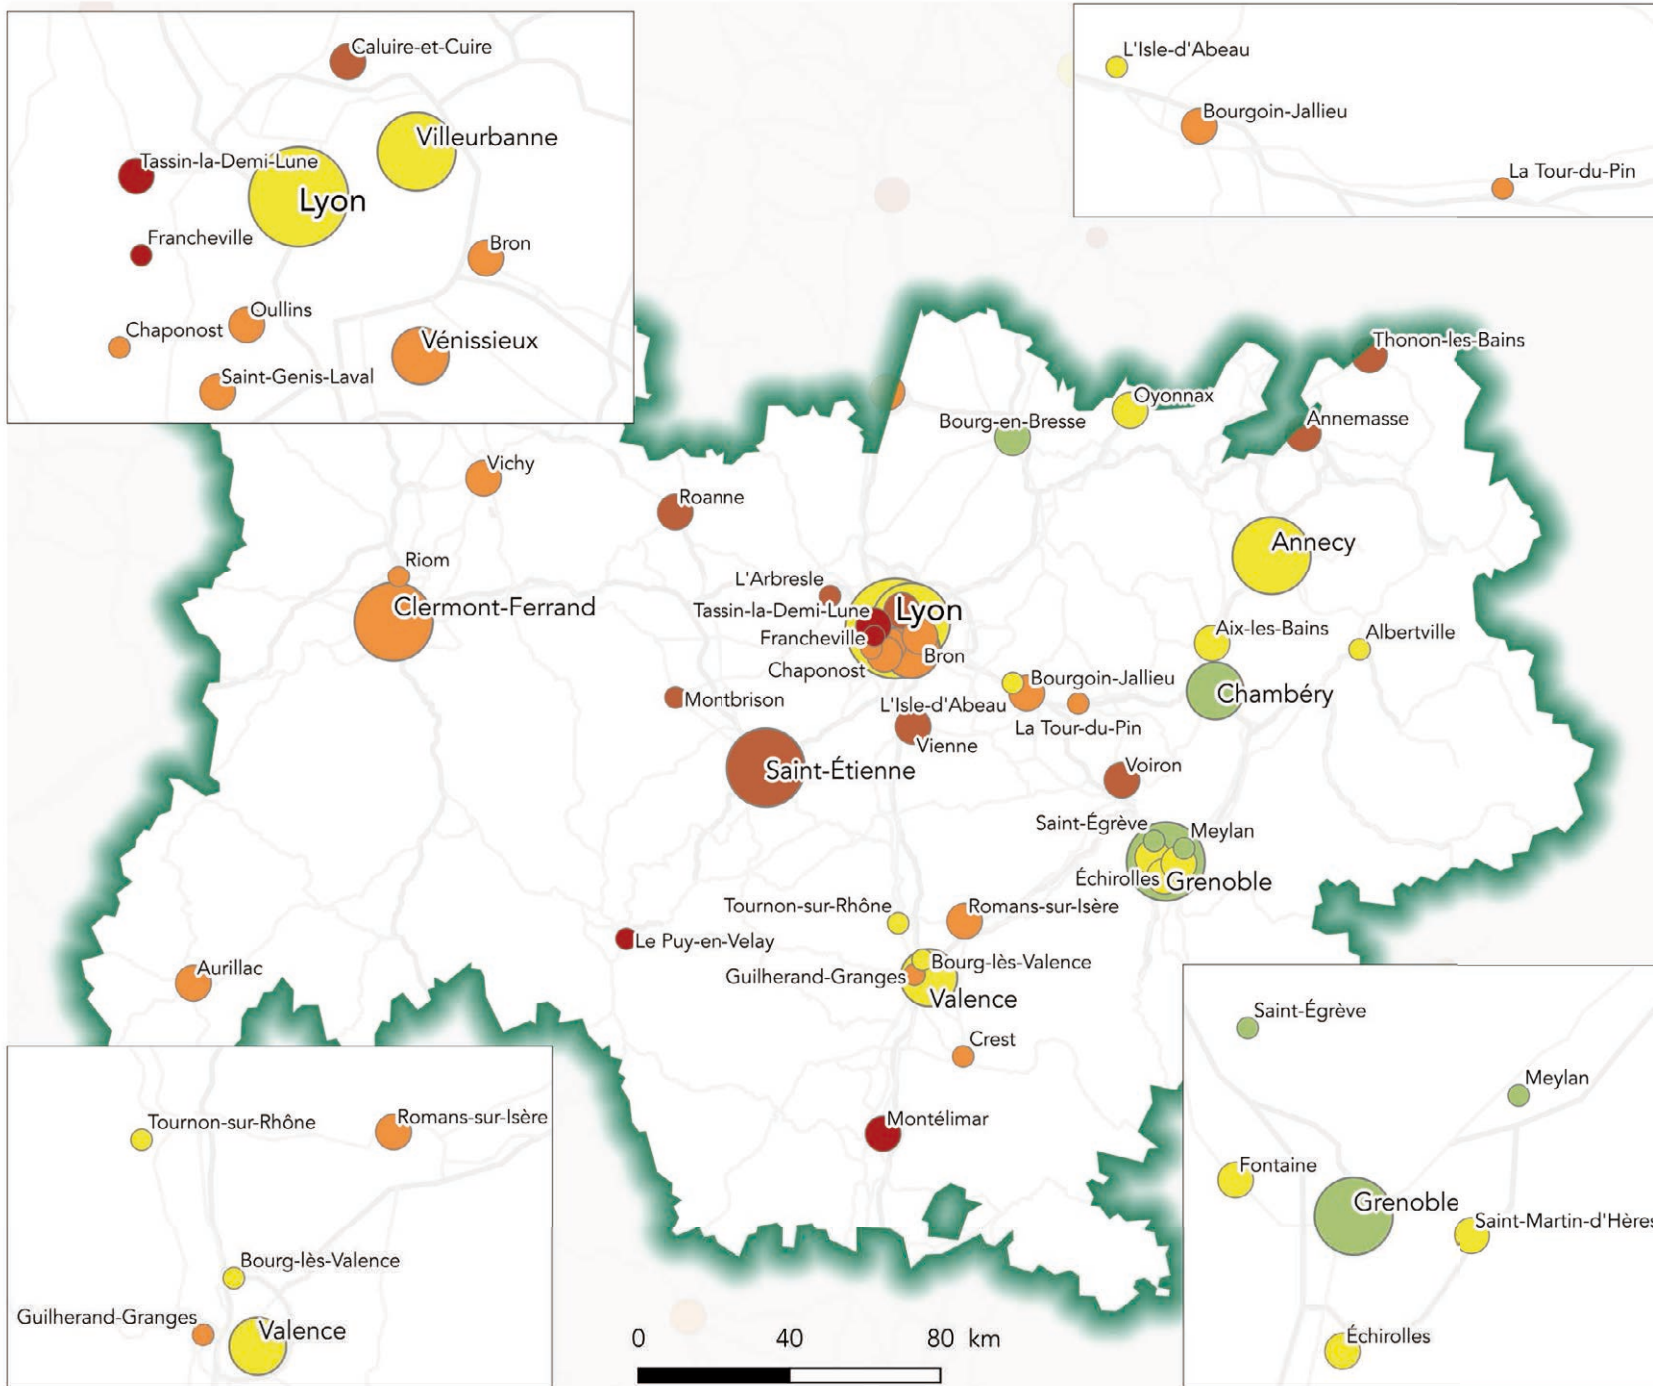 Caluire-et-Cuire
Villeurbanne
Tassin-la-Demi-Lune
Lyon
Francheville
Bron
Oullins
Chaponost
Vénissieux
Saint-Genis-Laval
L'Isle-d'Abeau
Bourgoin-Jallieu
La Tour-du-Pin
Thonon-les-Bains
Oyonnax
Annemasse
Bourg-en-Bresse
Vichy
Roanne
Annecy
Riom
L'Arbresle
Clermont-Ferrand
Tassin-la-Demi-Lune
Lyon
Aix-les-Bains
Albertville
Francheville
Bron
Chaponost
Bourgoin-Jallieu
Chambéry
Montbrison
L'Isle-d'Abeau
La Tour-du-Pin
Vienne
Saint-Étienne
Voiron
Saint-Égrève
Meylan
Échirolles
Grenoble
Tournon-sur-Rhône
Romans-sur-Isère
Le Puy-en-Velay
Bourg-lès-Valence
Aurillac
Guilherand-Granges
Valence
Crest
Montélimar
Tournon-sur-Rhône
Romans-sur-Isère
Bourg-lès-Valence
Guilherand-Granges
Valence
0 40 80 km
Saint-Égrève
Meylan
Fontaine
Grenoble
Saint-Martin-d'Hères
Échirolles